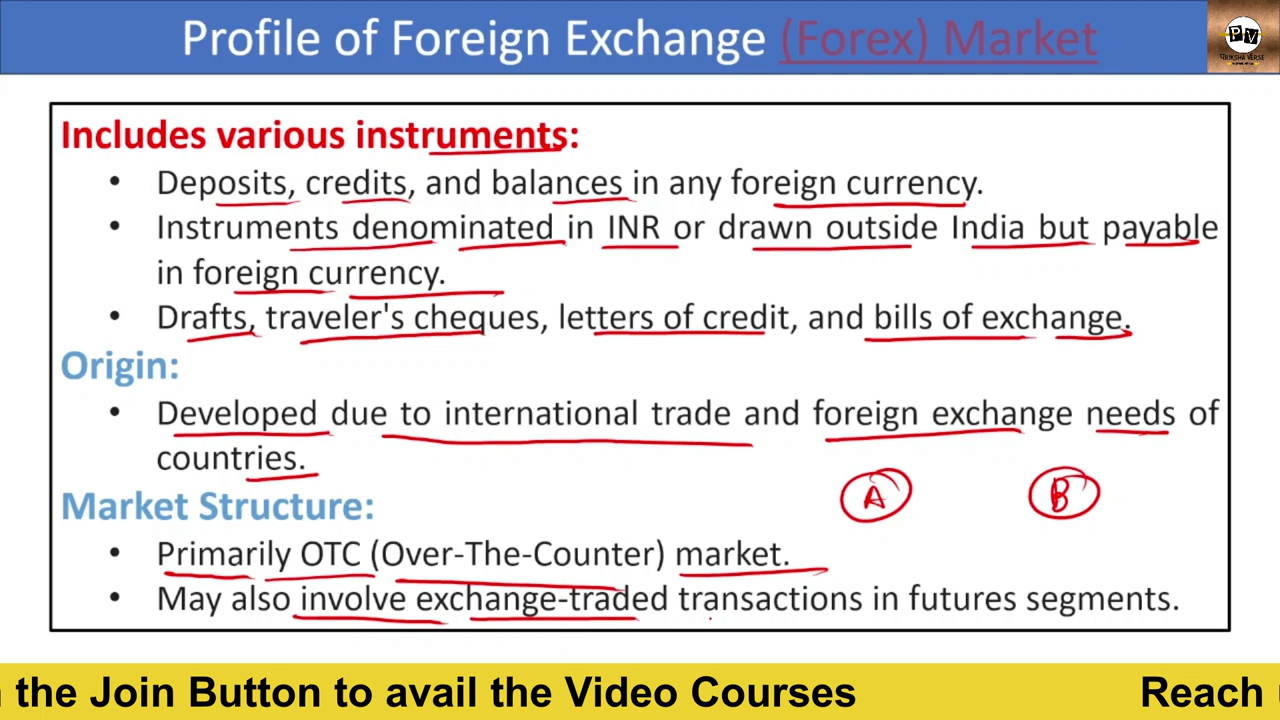 Profile of Foreign Exchange (Forex) Market
PV
परीक्षा VERSE
Includes various instruments:
• Deposits, credits, and balances in any foreign currency.
• Instruments denominated in INR or drawn outside India but payable
in foreign currency.
• Drafts, traveler's cheques, letters of credit, and bills of exchange.
Origin:
• Developed due to international trade and foreign exchange needs of
countries.
A B
Market Structure:
• Primarily OTC (Over-The-Counter) market.
• May also involve exchange-traded transactions in futures segments.
the Join Button to avail the Video Courses Reach